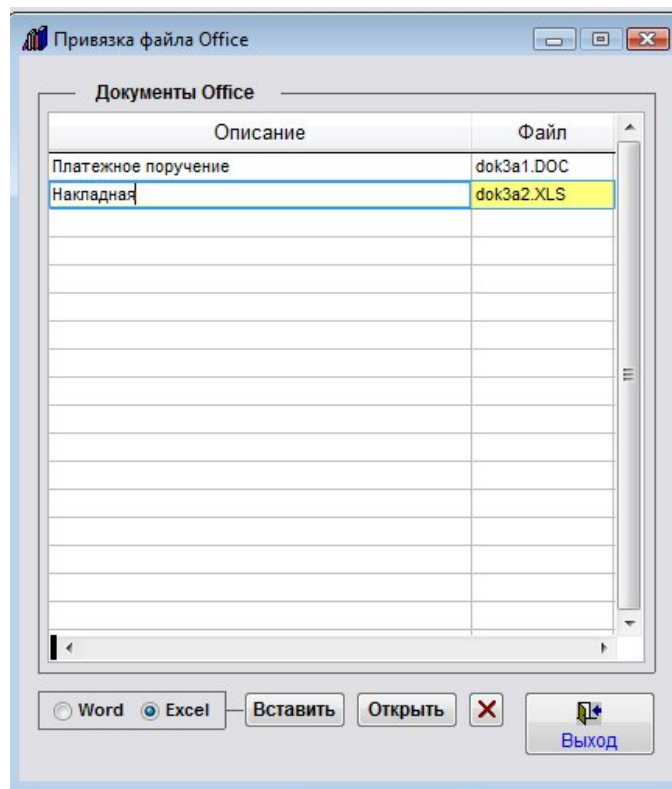 Привязка файла Office
Документы Office
Описание Файл
Платежное поручение dok3a1.DOC
Накладная dok3a2.XLS
Word Excel Вставить Открыть
Выход